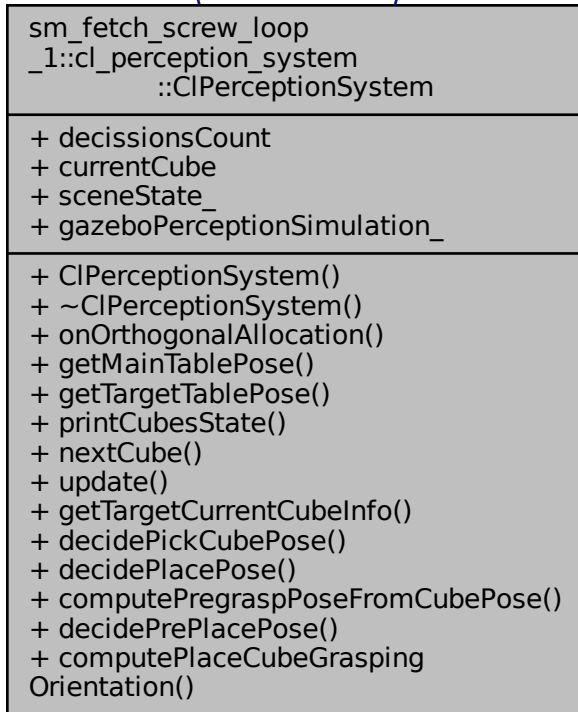 sm_fetch_screw_loop
_1::cl_perception_system
::ClPerceptionSystem
+ decissionsCount
+ currentCube
+ sceneState_
+ gazeboPerceptionSimulation_
+ ClPerceptionSystem()
+ ~ClPerceptionSystem()
+ onOrthogonalAllocation()
+ getMainTablePose()
+ getTargetTablePose()
+ printCubesState()
+ nextCube()
+ update()
+ getTargetCurrentCubeInfo()
+ decidePickCubePose()
+ decidePlacePose()
+ computePregraspPoseFromCubePose()
+ decidePrePlacePose()
+ computePlaceCubeGrasping
Orientation()